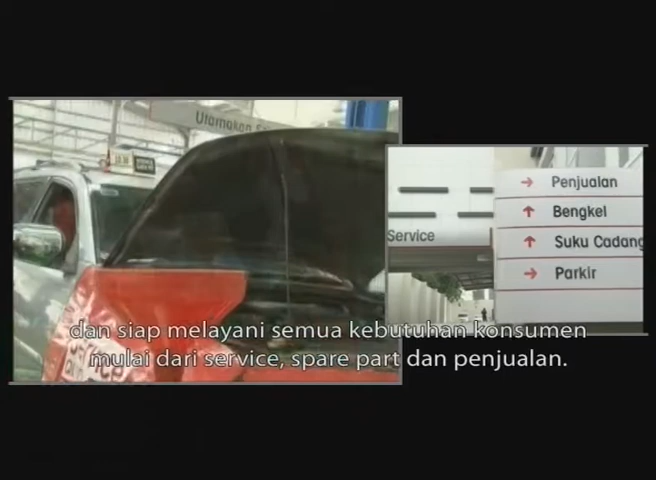 Utamakan
Service
Penjualan
Bengkel
Suku Cadang
Parkir
dan siap melayani semua kebutuhan konsumen
mulai dari service, spare part dan penjualan.